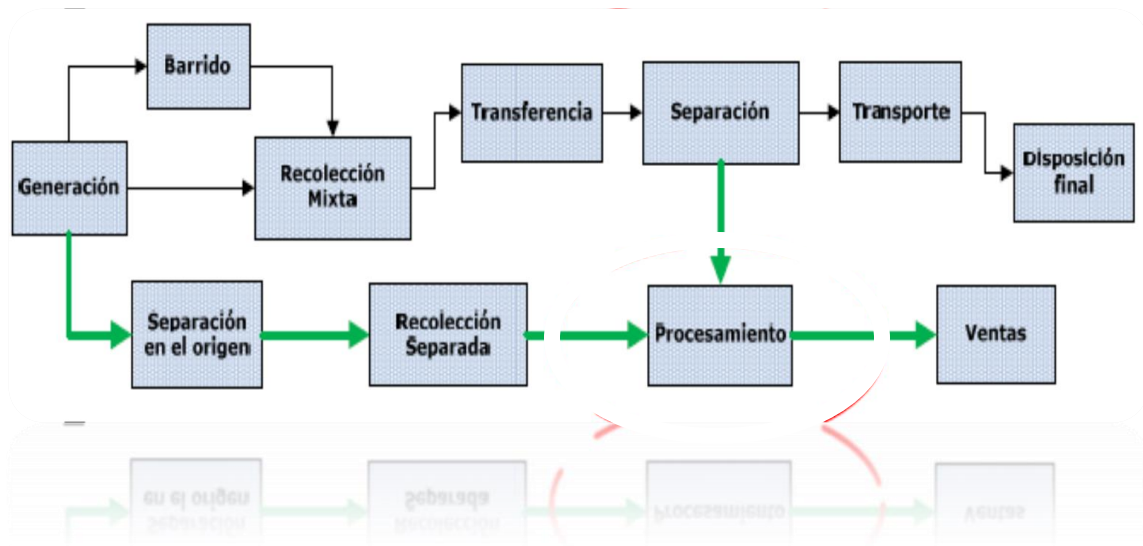 Barrido
Generación
Recolección
Mixta
Transferencia
Separación
Transporte
Disposición
final
Separación
en el origen
Recolección
Separada
Procesamiento
Ventas